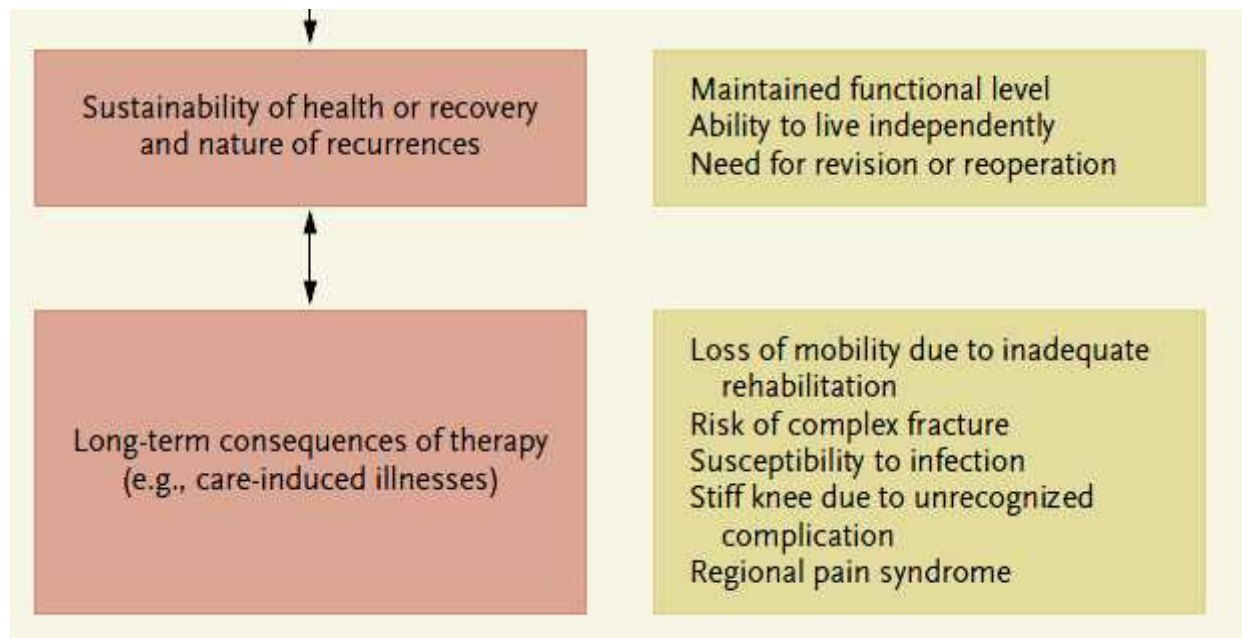 Sustainability of health or recovery
and nature of recurrences
Maintained functional level
Ability to live independently
Need for revision or reoperation
Long-term consequences of therapy
(e.g., care-induced illnesses)
Loss of mobility due to inadequate
rehabilitation
Risk of complex fracture
Susceptibility to infection
Stiff knee due to unrecognized
complication
Regional pain syndrome